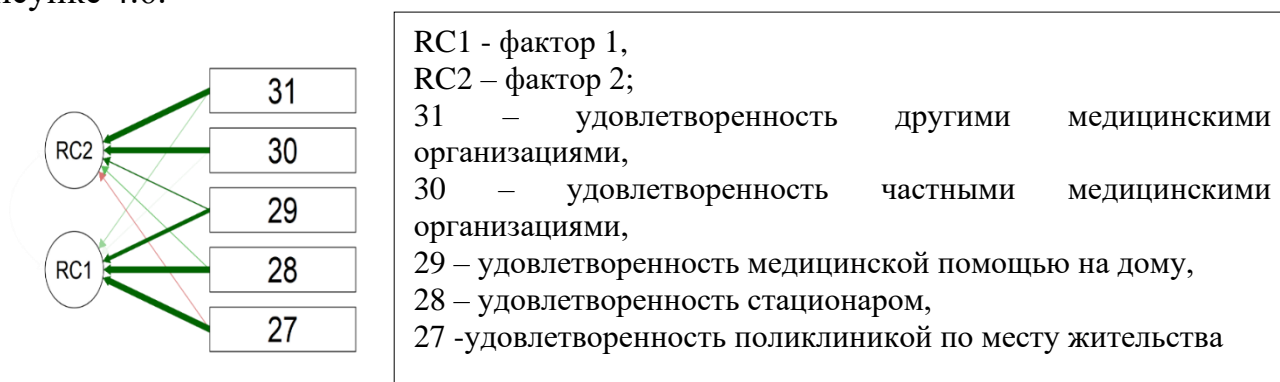 31
30
29
28
27
RC2
RC1
RC1 - фактор 1,
RC2 – фактор 2;
31 – удовлетворенность другими медицинскими
организациями,
30 – удовлетворенность частными медицинскими
организациями,
29 – удовлетворенность медицинской помощью на дому,
28 – удовлетворенность стационаром,
27 -удовлетворенность поликлиникой по месту жительства